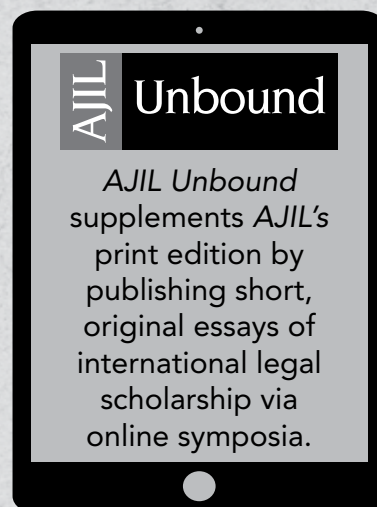 AJIL Unbound
AJIL Unbound
supplements AJIL's
print edition by
publishing short,
original essays of
international legal
scholarship via
online symposia.